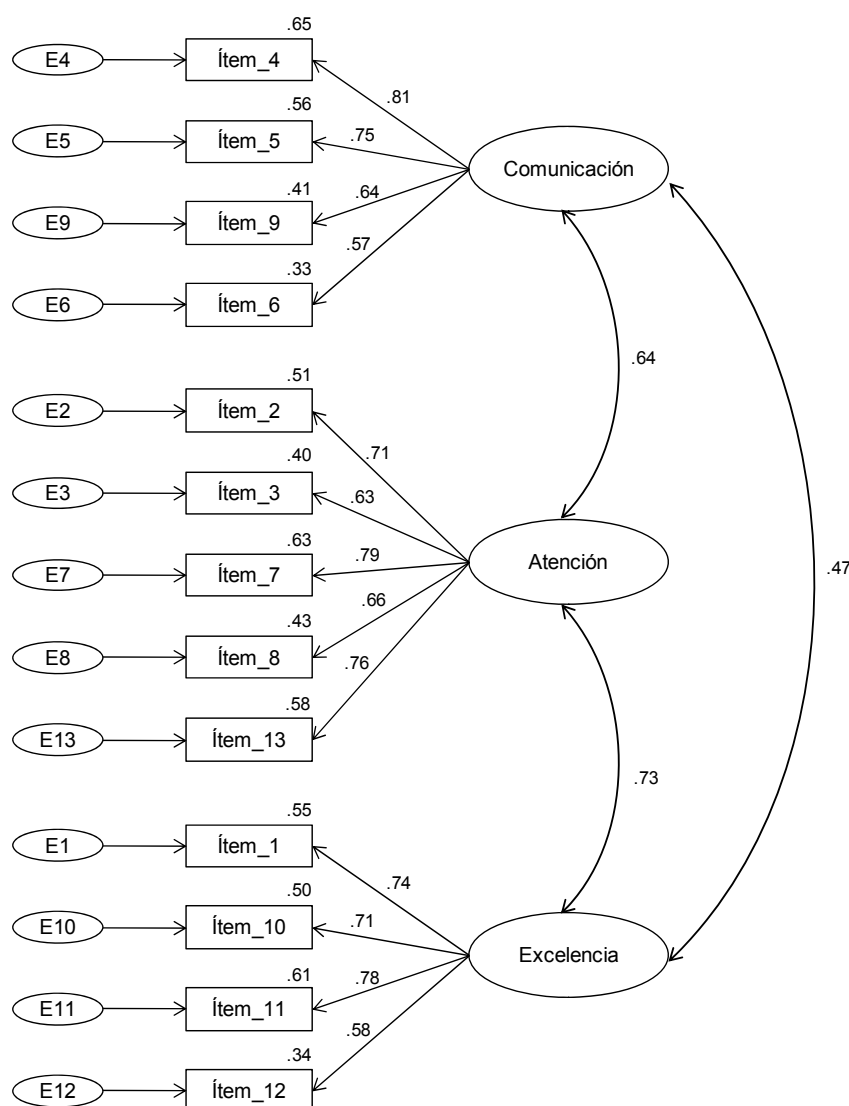 .65
E4 Ítem_4
.81
.56
E5 Ítem_5
.75
Comunicación
.41
E9 Ítem_9
.64
.57
.33
E6 Ítem_6
.64
.51
E2 Ítem_2
.71
.40
E3 Ítem_3
.63
.63
E7 Ítem_7
.79
Atención
.47
.66
.43
E8 Ítem_8
.76
.58
E13 Ítem_13
.73
.55
E1 Ítem_1
.74
.50
E10 Ítem_10
.71
Excelencia
.61
.78
E11 Ítem_11
.58
.34
E12 Ítem_12